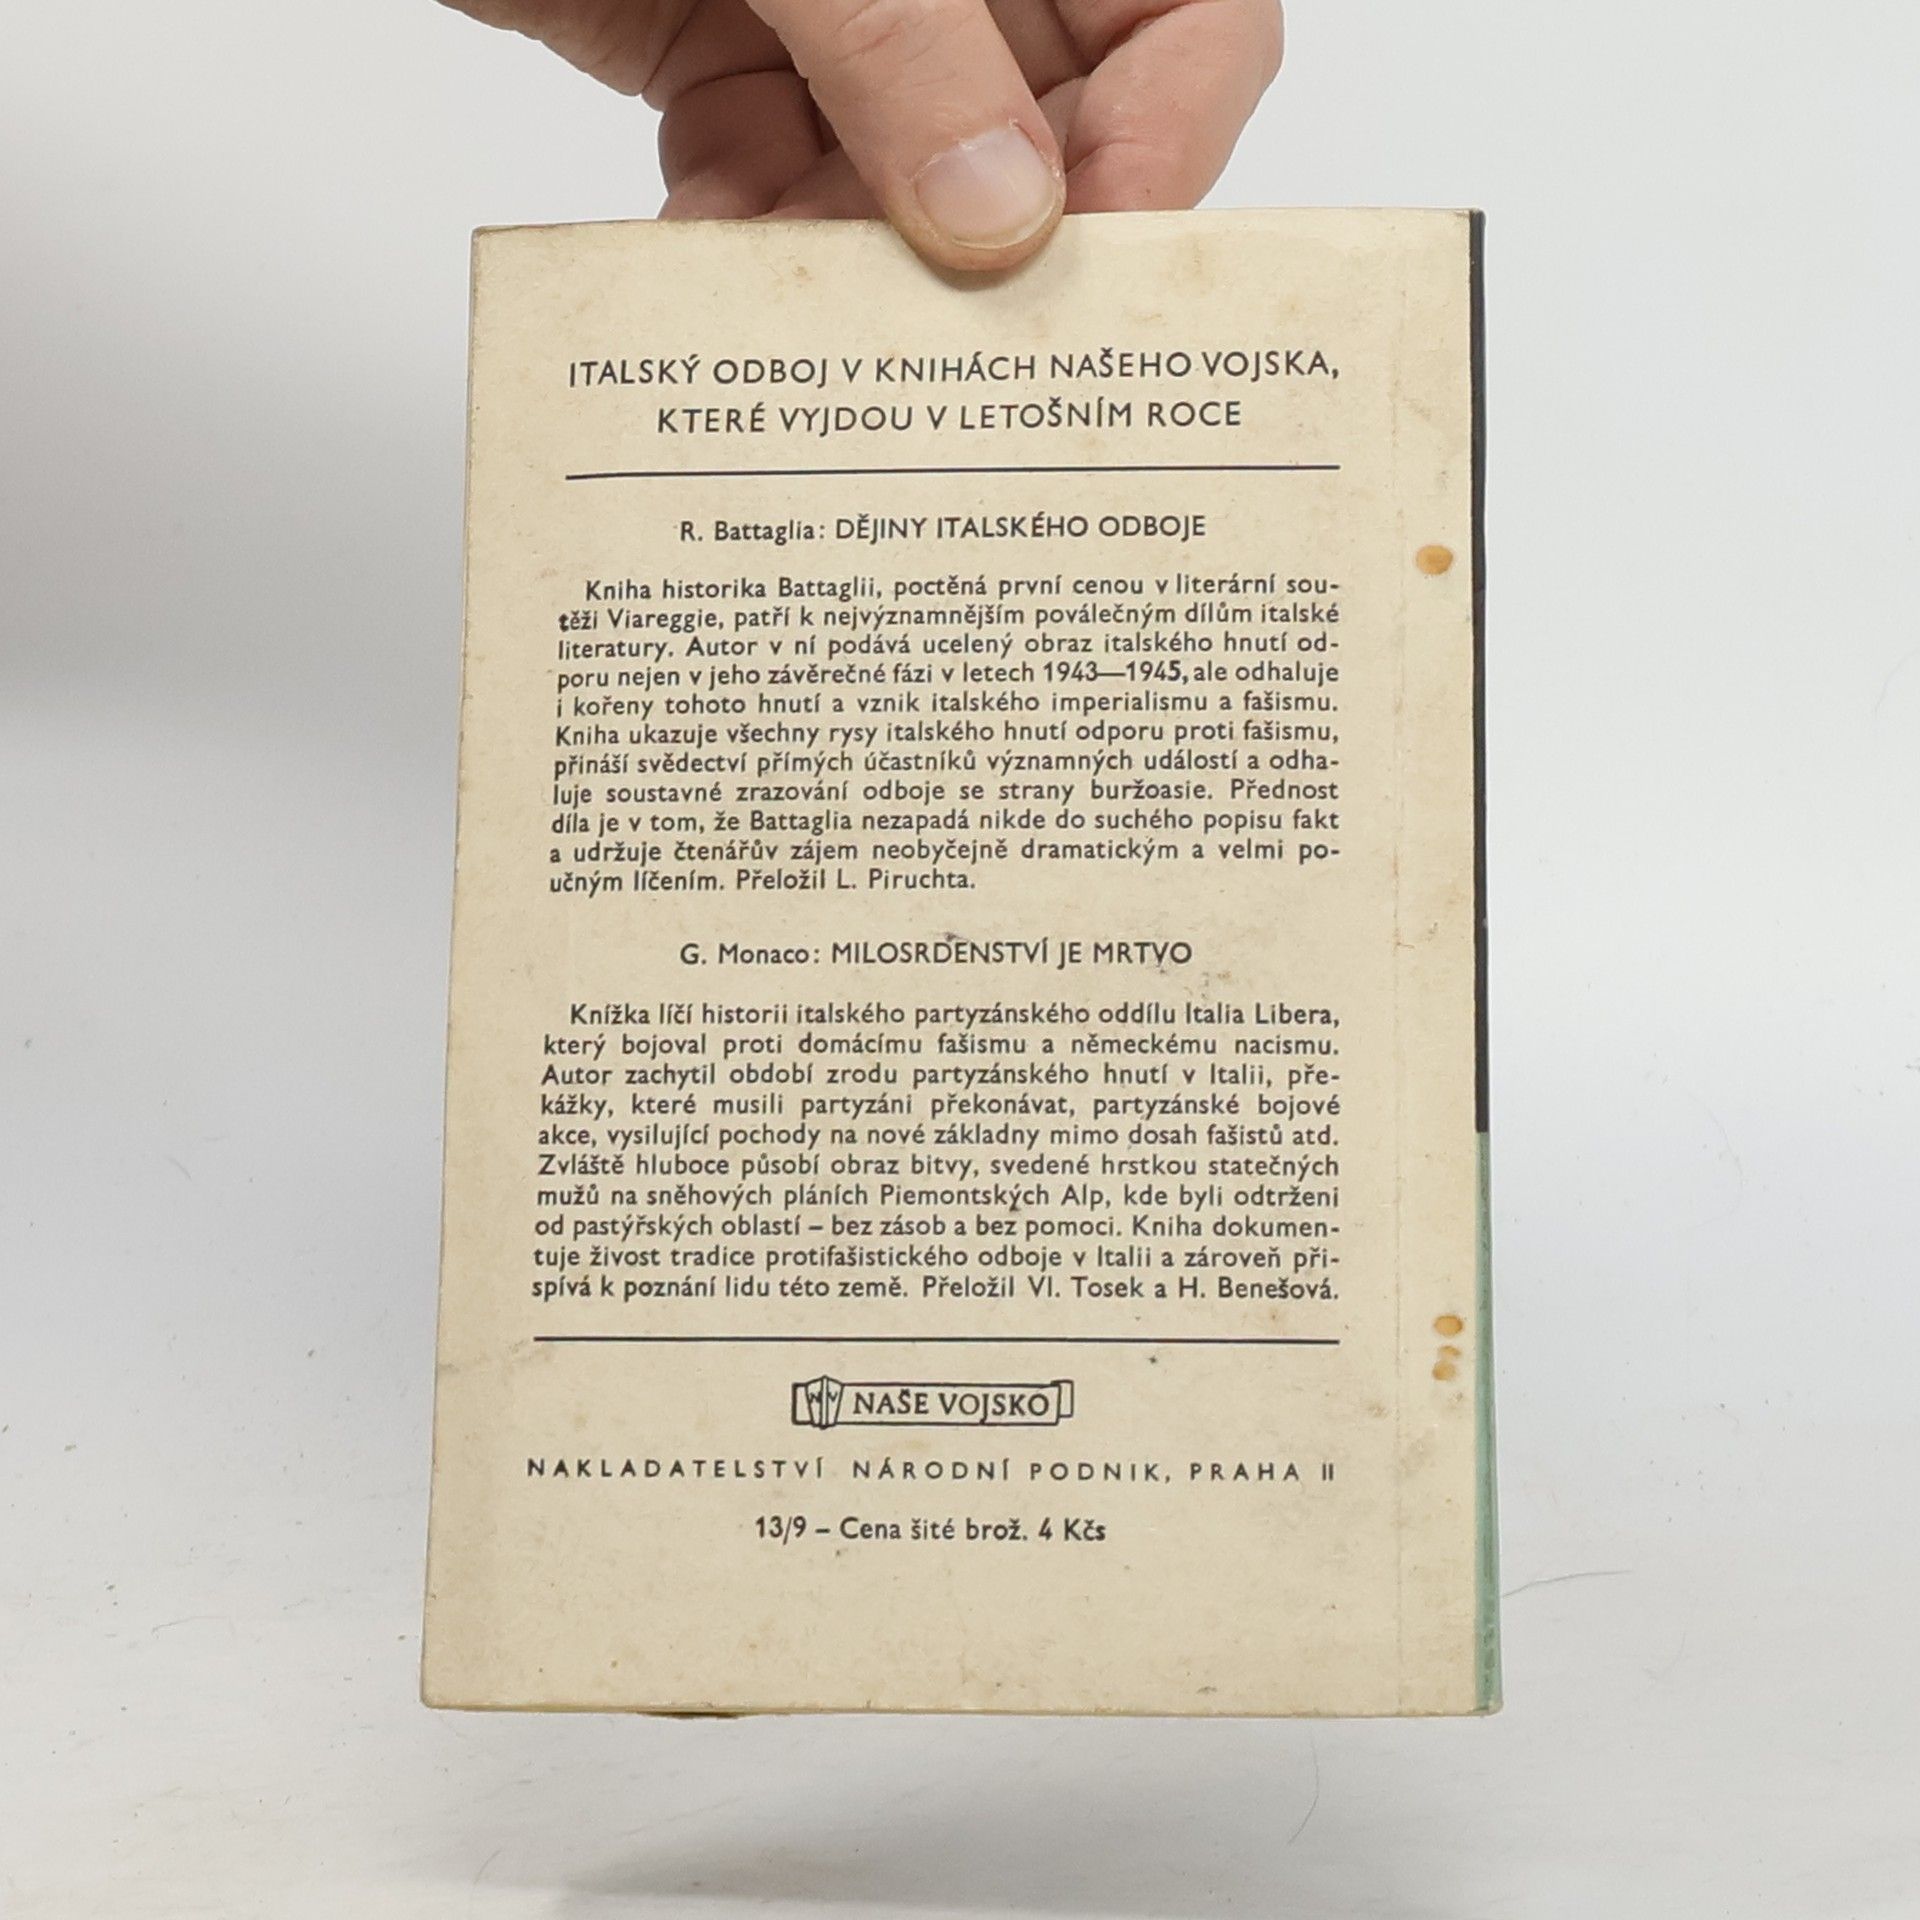 ITALSKÝ ODBOJ V KNIHÁCH NAŠEHO VOJSKA,
KTERÉ VYJDOU V LETOŠNÍM ROCE
R. Battaglia: DĚJINY ITALSKÉHO ODBOJE
Kniha historika Battaglii, poctěná první cenou v literární sou-
těži Viareggie, patří k nejvýznamnějším poválečným dílům italské
literatury. Autor v ní podává ucelený obraz italského hnutí od-
poru nejen v jeho závěrečné fázi v letech 1943—1945, ale odhaluje
i kořeny tohoto hnutí a vznik italského imperialismu a fašismu.
Kniha ukazuje všechny rysy italského hnutí odporu proti fašismu,
přináší svědectví přímých účastníků významných událostí a odha-
luje soustavné zrazování odboje se strany buržoasie. Přednost
díla je v tom, že Battaglia nezapadá nikde do suchého popisu fakt
a udržuje čtenářův zájem neobyčejně dramatickým a velmi po-
učným líčením. Přeložil L. Piruchta.
G. Monaco: MILOSRDENSTVÍ JE MRTVO
Knížka líčí historii italského partyzánského oddílu Italia Libera,
který bojoval proti domácímu fašismu a německému nacismu.
Autor zachytil období zrodu partyzánského hnutí v Italii, pře-
kážky, které musili partyzáni překonávat, partyzánské bojové
akce, vysilující pochody na nové základny mimo dosah fašistů atd.
Zvláště hluboce působí obraz bitvy, svedené hrstkou statečných
mužů na sněhových pláních Piemontských Alp, kde byli odtrženi
od pastýřských oblastí – bez zásob a bez pomoci. Kniha dokumen-
tuje živost tradice protifašistického odboje v Italii a zároveň při-
spívá k poznání lidu této země. Přeložil Vl. Tosek a H. Benešová.
NV NAŠE VOJSKO
NAKLADATELSTVÍ NÁRODNÍ PODNIK, PRAHA II
13/9 – Cena šité brož. 4 Kčs